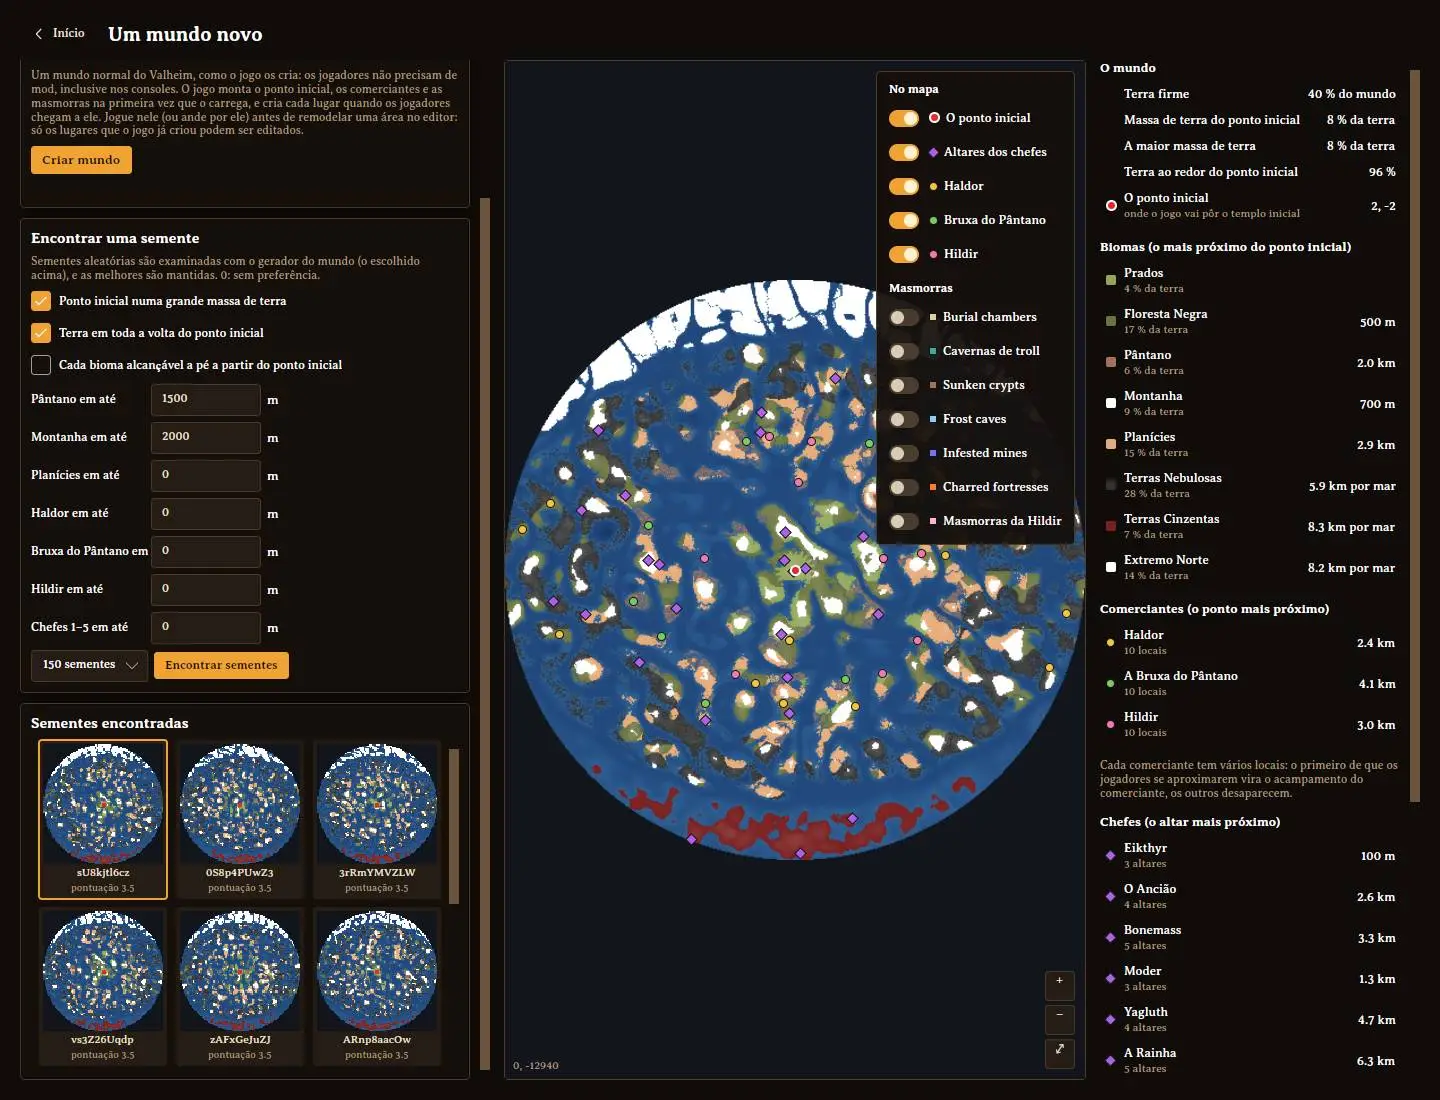 Início
Um mundo novo
Um mundo normal do Valheim, como o jogo os cria: os jogadores não precisam de
mod, inclusive nos consoles. O jogo monta o ponto inicial, os comerciantes e as
masmorras na primeira vez que o carrega, e cria cada lugar quando os jogadores
chegam a ele. Jogue nele (ou ande por ele) antes de remodelar uma área no editor:
só os lugares que o jogo já criou podem ser editados.
Criar mundo
Encontrar uma semente
Sementes aleatórias são examinadas com o gerador do mundo (o escolhido
acima), e as melhores são mantidas. 0: sem preferência.
Ponto inicial numa grande massa de terra
Terra em toda a volta do ponto inicial
Cada bioma alcançável a pé a partir do ponto inicial
Pântano em até 1500 m
Montanha em até 2000 m
Planícies em até 0 m
Haldor em até 0 m
Bruxa do Pântano em 0 m
Hildir em até 0 m
Chefes 1–5 em até 0 m
150 sementes
Encontrar sementes
Sementes encontradas
sU8kjtl6cz
pontuação 3.5
0S8p4PUwZ3
pontuação 3.5
3rRmYMVZLW
pontuação 3.5
vs3Z26Uqdp
pontuação 3.5
zAFxGeJuZJ
pontuação 3.5
ARnp8aacOw
pontuação 3.5
No mapa
O ponto inicial
Altares dos chefes
Haldor
Bruxa do Pântano
Hildir
Masmorras
Burial chambers
Cavernas de troll
Sunken crypts
Frost caves
Infested mines
Charred fortresses
Masmorras da Hildir
+
−
0, -12940
O mundo
Terra firme 40 % do mundo
Massa de terra do ponto inicial 8 % da terra
A maior massa de terra 8 % da terra
Terra ao redor do ponto inicial 96 %
O ponto inicial 2, -2
onde o jogo vai pôr o templo inicial
Biomas (o mais próximo do ponto inicial)
Prados
4 % da terra
Floresta Negra 500 m
17 % da terra
Pântano 2.0 km
6 % da terra
Montanha 700 m
9 % da terra
Planícies 2.9 km
15 % da terra
Terras Nebulosas 5.9 km por mar
28 % da terra
Terras Cinzentas 8.3 km por mar
7 % da terra
Extremo Norte 8.2 km por mar
14 % da terra
Comerciantes (o ponto mais próximo)
Haldor 2.4 km
10 locais
A Bruxa do Pântano 4.1 km
10 locais
Hildir 3.0 km
10 locais
Cada comerciante tem vários locais: o primeiro de que os
jogadores se aproximarem vira o acampamento do
comerciante, os outros desaparecem.
Chefes (o altar mais próximo)
Eikthyr 100 m
3 altares
O Ancião 2.6 km
4 altares
Bonemass 3.3 km
5 altares
Moder 1.3 km
3 altares
Yagluth 4.7 km
4 altares
A Rainha 6.3 km
5 altares